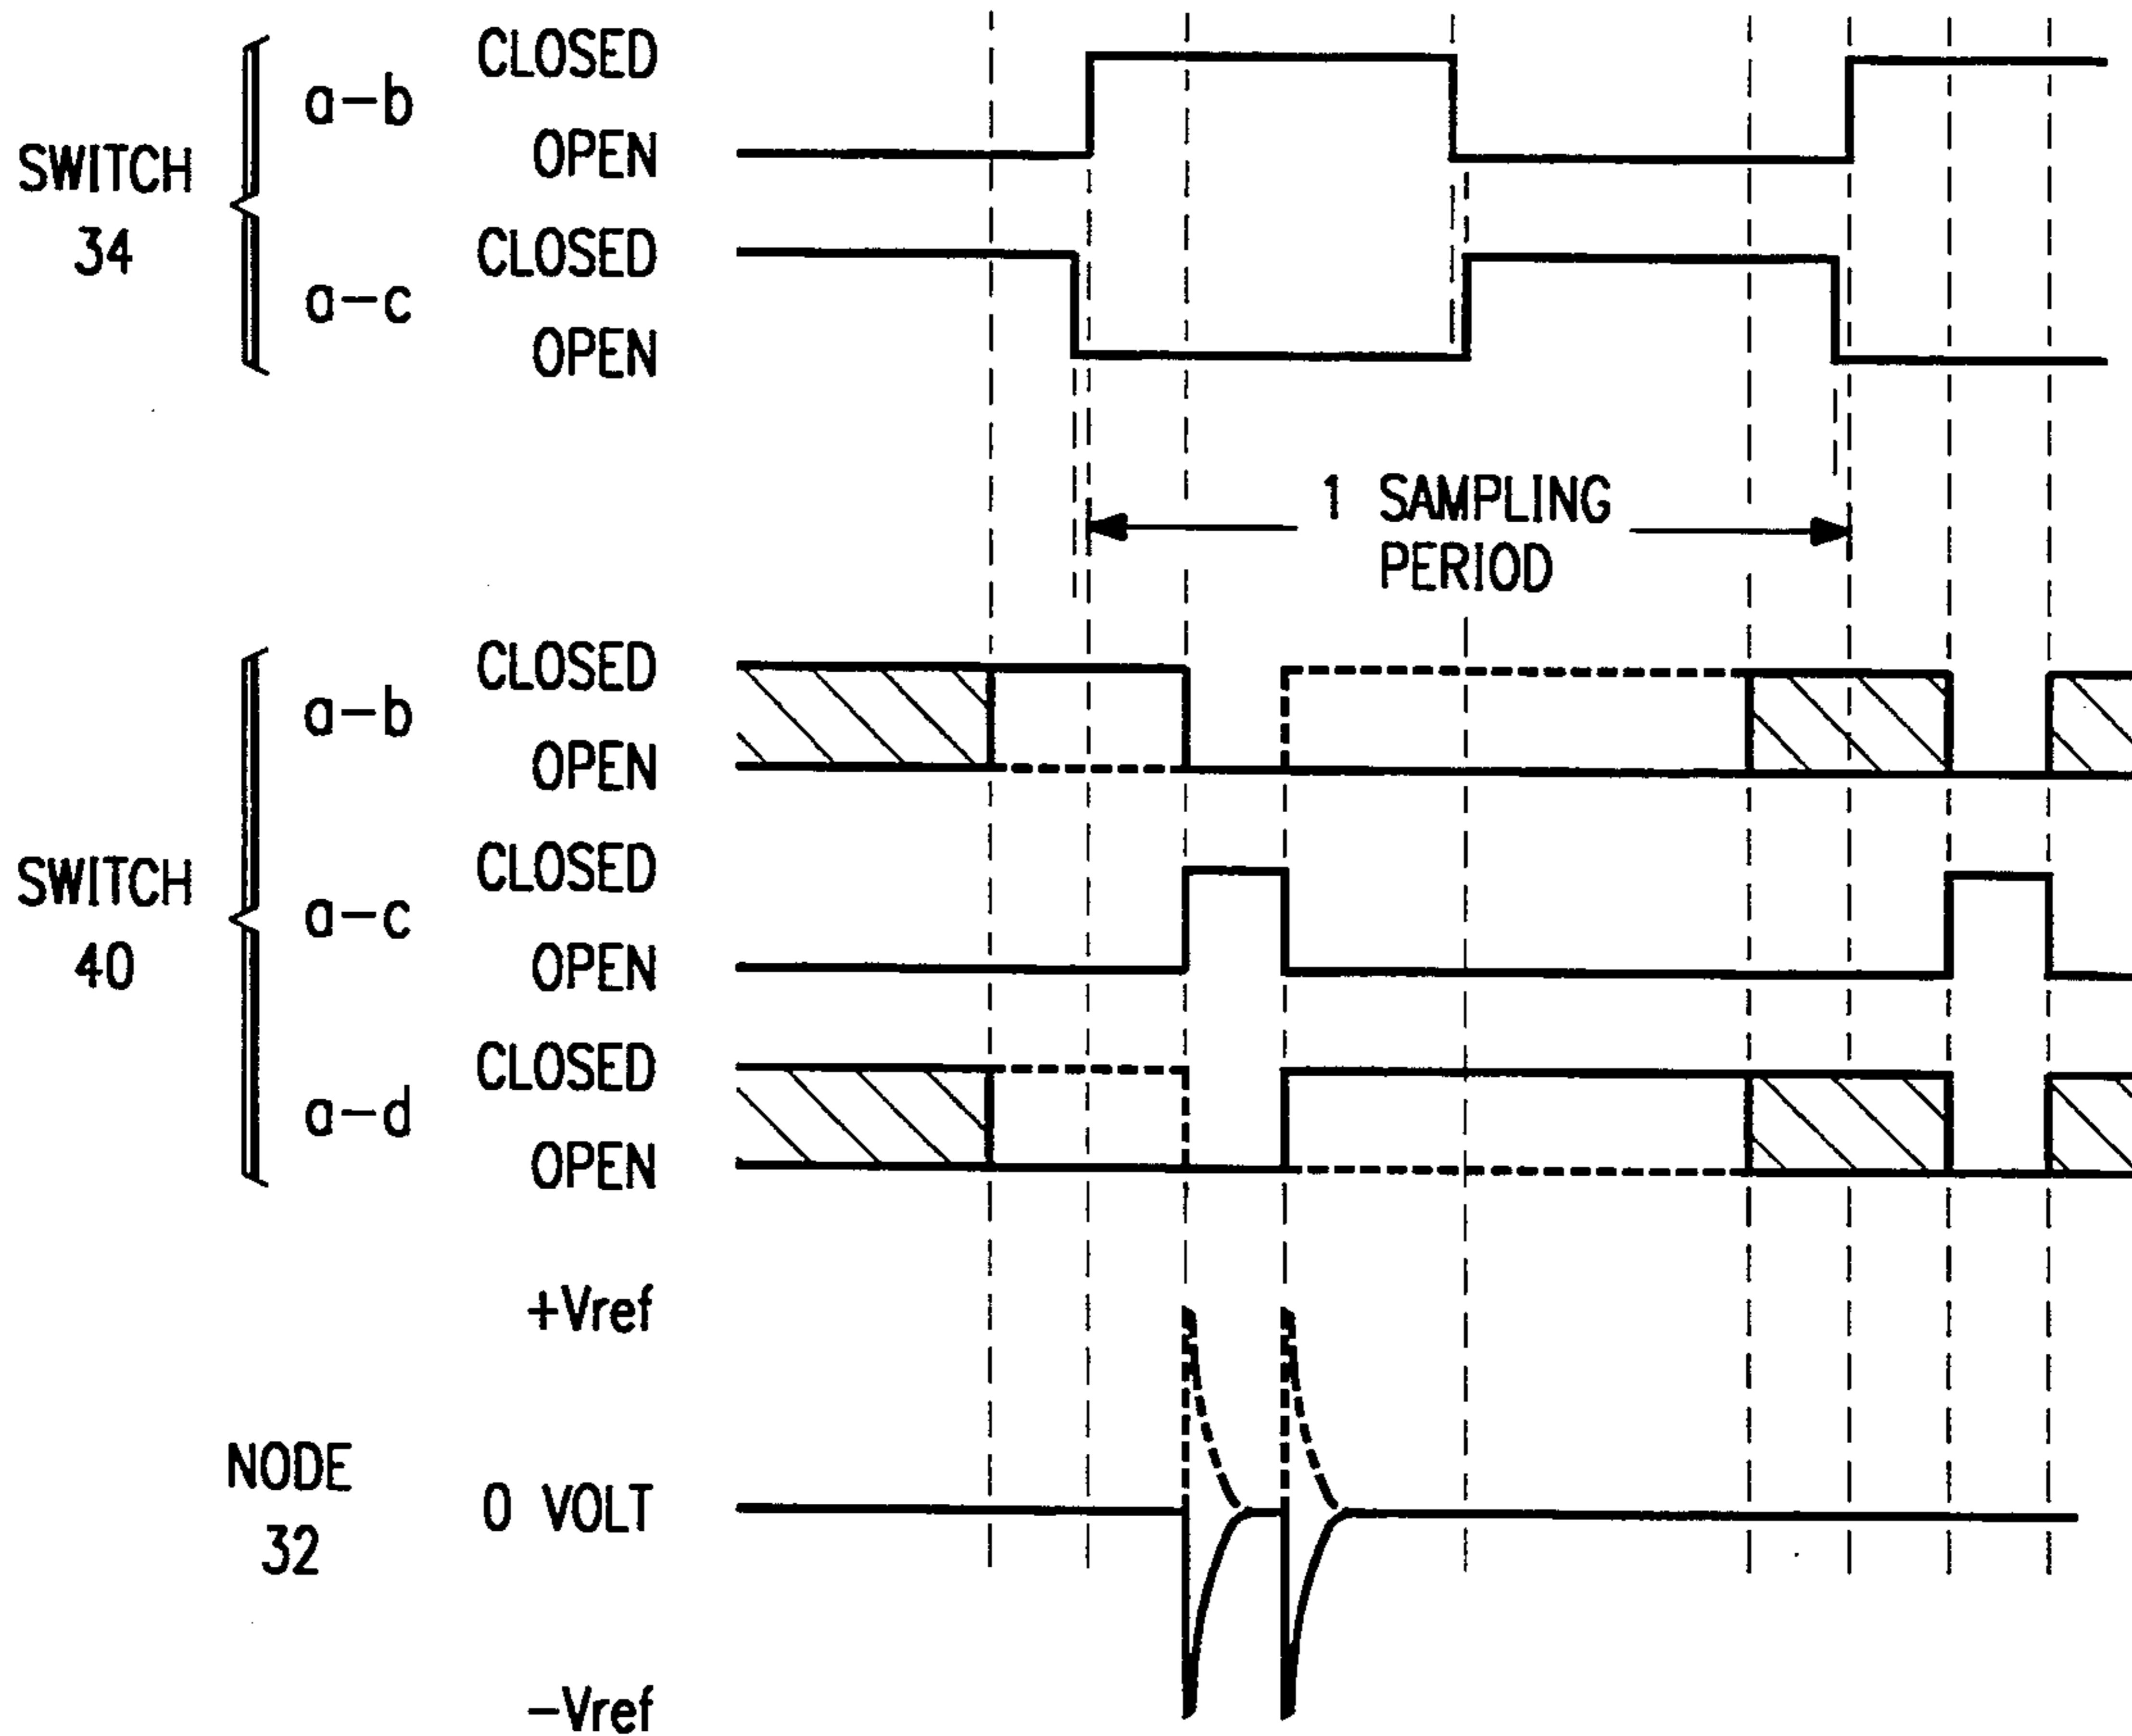 SWITCH
34
a-b
CLOSED
OPEN
a-c
CLOSED
OPEN
1 SAMPLING
PERIOD
SWITCH
40
a-b
CLOSED
OPEN
a-c
CLOSED
OPEN
a-d
CLOSED
OPEN
NODE
32
+Vref
0 VOLT
-Vref